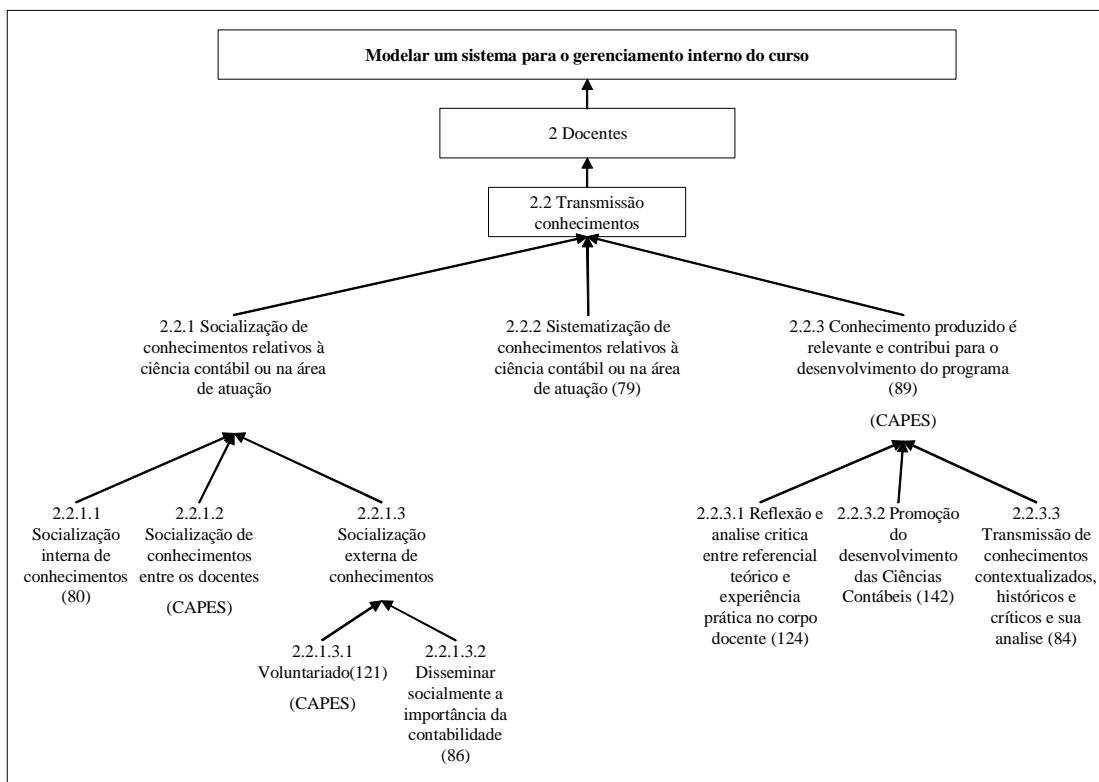 Modelar um sistema para o gerenciamento interno do curso
2 Docentes
2.2 Transmissão
conhecimentos
2.2.1 Socialização de
conhecimentos relativos à
ciência contábil ou na área
de atuação
2.2.2 Sistematização de
conhecimentos relativos à
ciência contábil ou na área
de atuação (79)
2.2.3 Conhecimento produzido é
relevante e contribui para o
desenvolvimento do programa
(89)
(CAPES)
2.2.1.1
Socialização
interna de
conhecimentos
(80)
2.2.1.2
Socialização de
conhecimentos
entre os docentes
(CAPES)
2.2.1.3
Socialização
externa de
conhecimentos
2.2.3.1 Reflexão e
analise critica
entre referencial
teórico e
experiência
prática no corpo
docente (124)
2.2.3.2 Promoção
do
desenvolvimento
das Ciências
Contábeis (142)
2.2.3.3
Transmissão de
conhecimentos
contextualizados,
históricos e
críticos e sua
analise (84)
2.2.1.3.1
Voluntariado(121)
(CAPES)
2.2.1.3.2
Disseminar
socialmente a
importância da
contabilidade
(86)